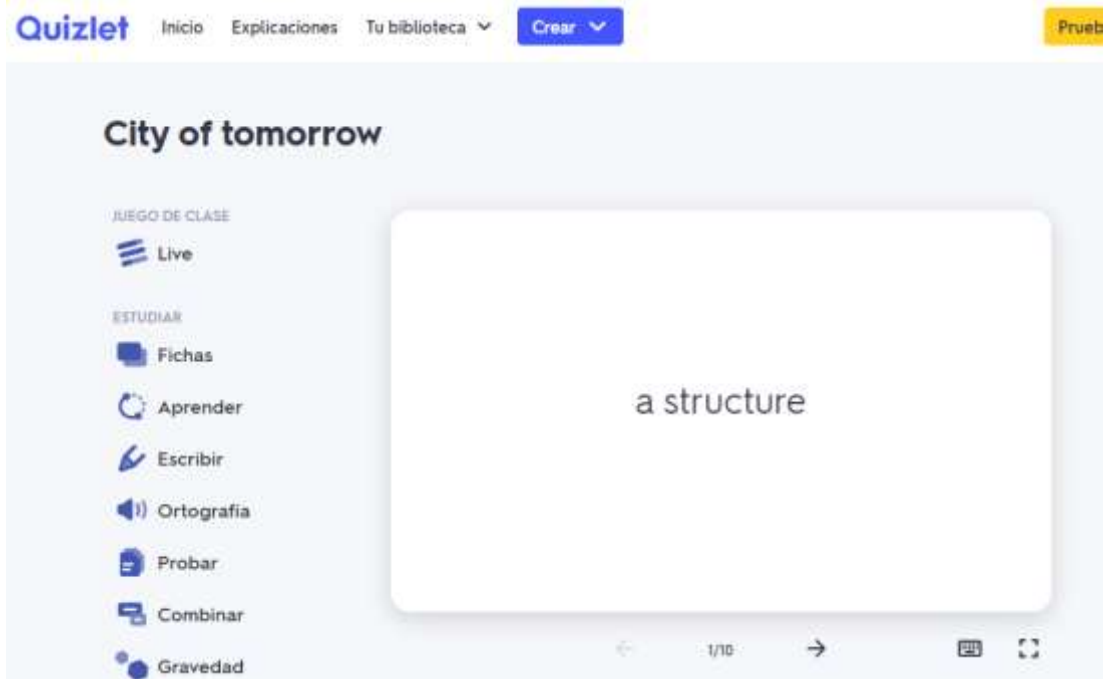 Quizlet Inicio Explicaciones Tu biblioteca Crear Prueb
City of tomorrow
JUEGO DE CLASE
Live
ESTUDIAR
Fichas
Aprender
Escribir
Ortografía
Probar
Combinar
Gravedad
a structure
1/10